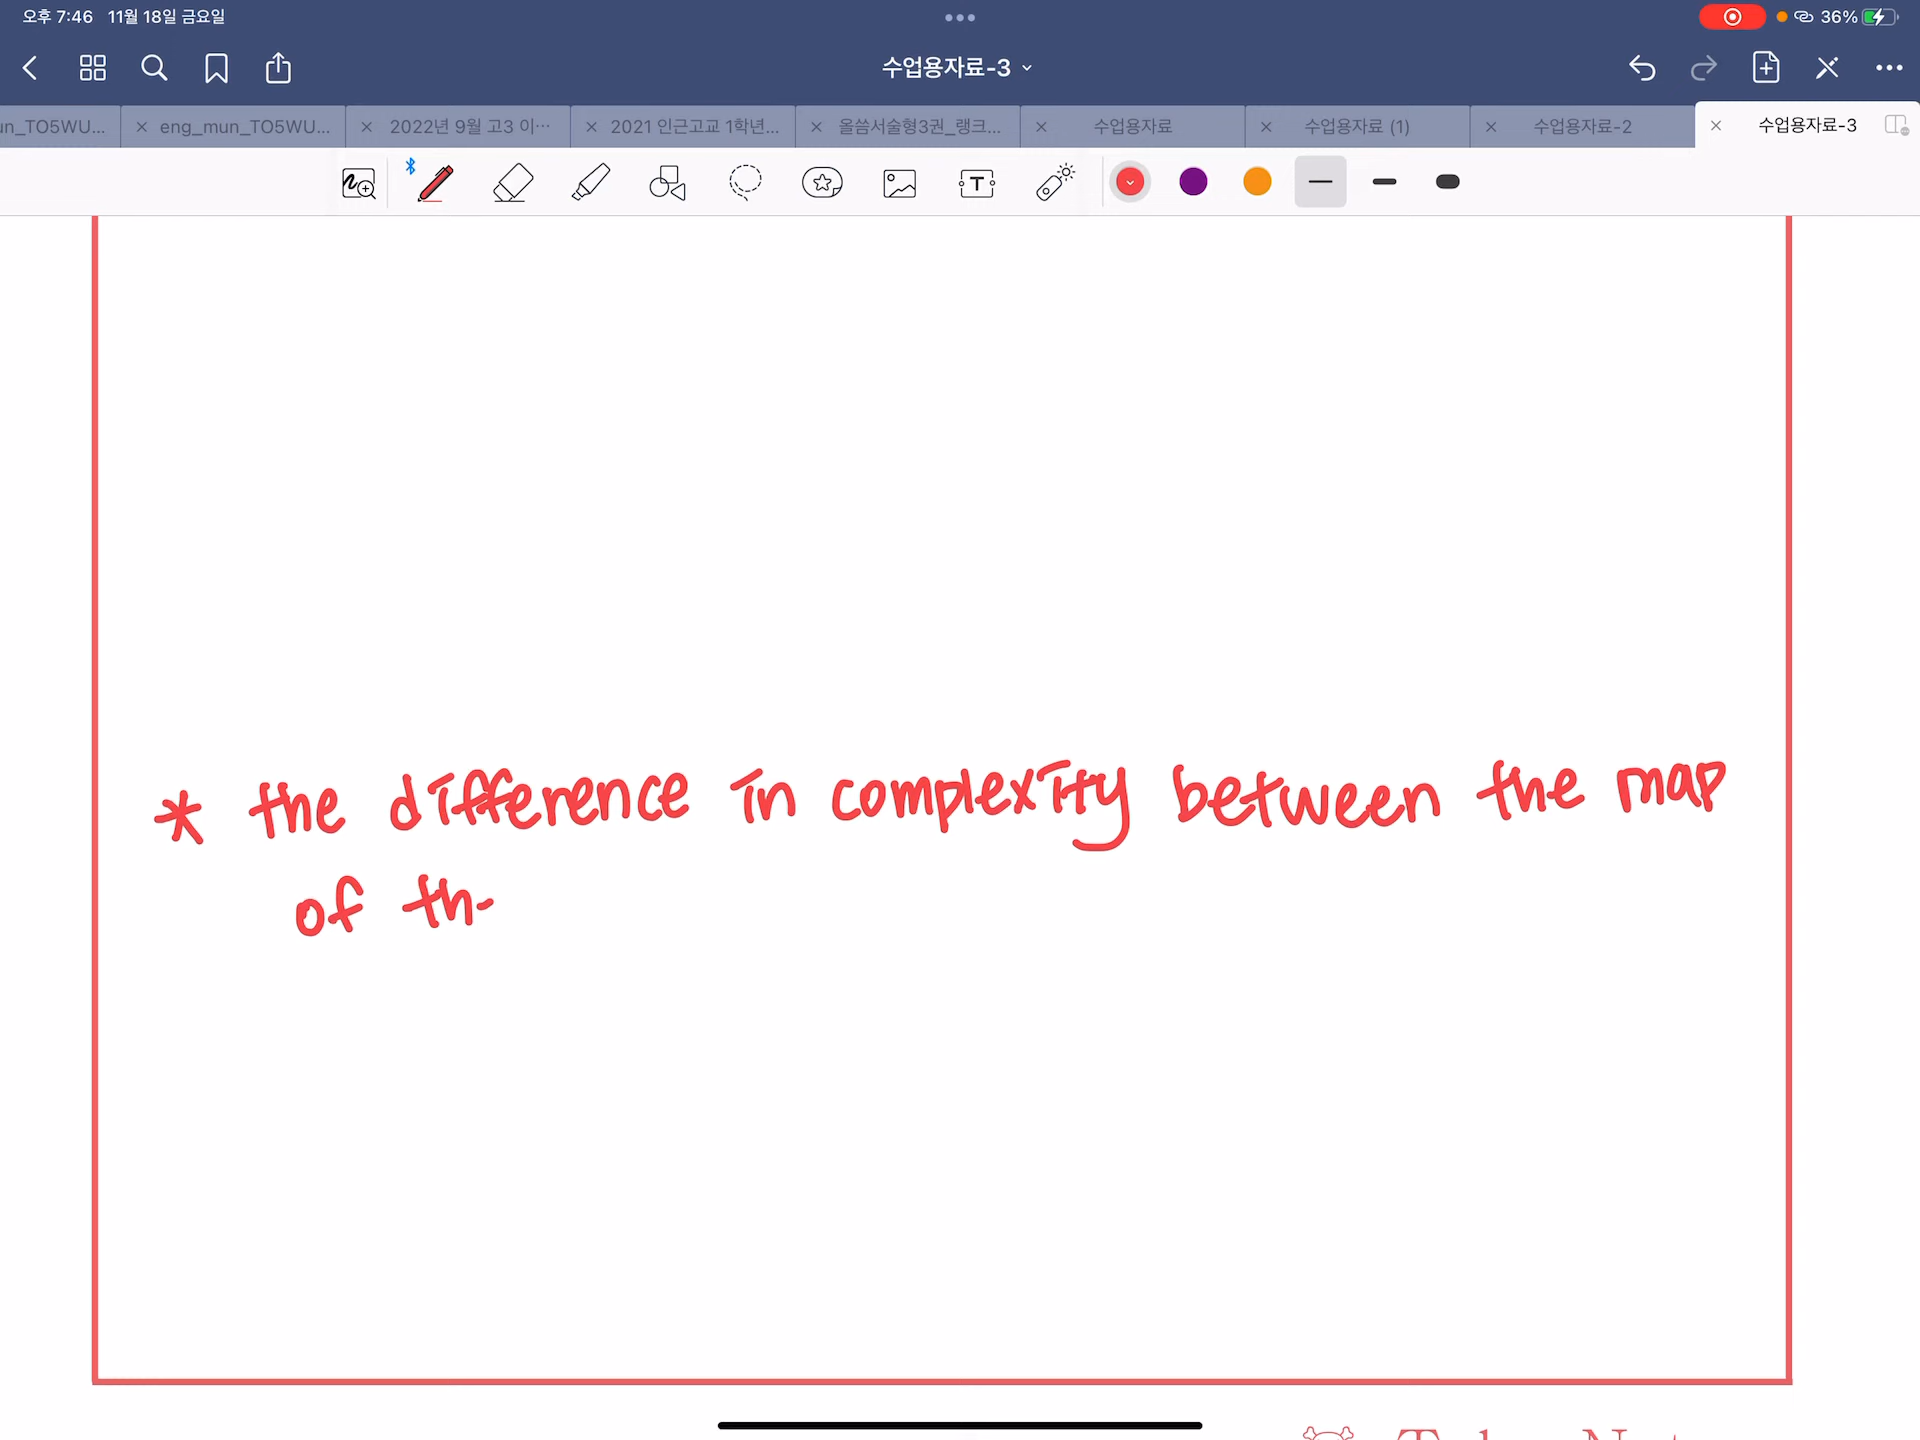 오후 7:46 11월 18일 금요일
36%
수업용자료-3
un_TO5WU...
eng_mun_TO5WU...
2022년 9월 고3 이...
2021 인근고교 1학년...
올씀서술형3권_랭크...
수업용자료
수업용자료 (1)
수업용자료-2
수업용자료-3
T
* the difference in complexity between the map
of th